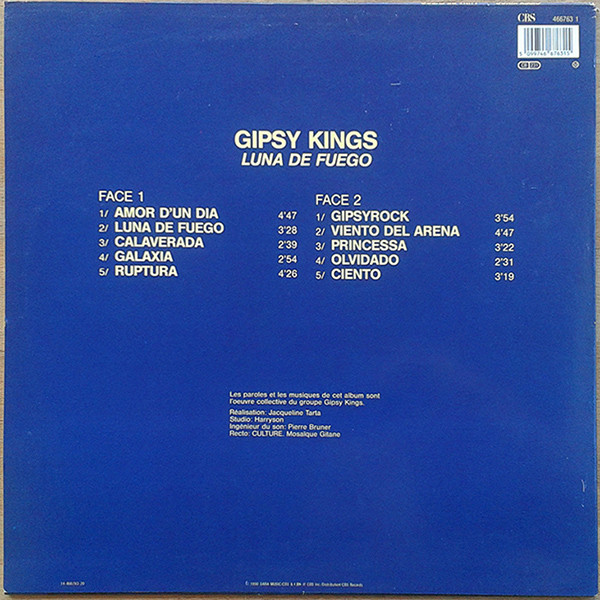 CBS 466763 1
5 099746 676315
GIPSY KINGS
LUNA DE FUEGO
FACE 1
1/ AMOR D'UN DIA 4'47
2/ LUNA DE FUEGO 3'28
3/ CALAVERADA 2'39
4/ GALAXIA 2'54
5/ RUPTURA 4'26
FACE 2
1/ GIPSYROCK 3'54
2/ VIENTO DEL ARENA 4'47
3/ PRINCESSA 3'22
4/ OLVIDADO 2'31
5/ CIENTO 3'19
Les paroles et les musiques de cet album sont
l'oeuvre collective du groupe Gipsy Kings.
Réalisation: Jacqueline Tarta
Studio: Harryson
Ingénieur du son: Pierre Bruner
Recto: CULTURE. Mosaïque Gitane